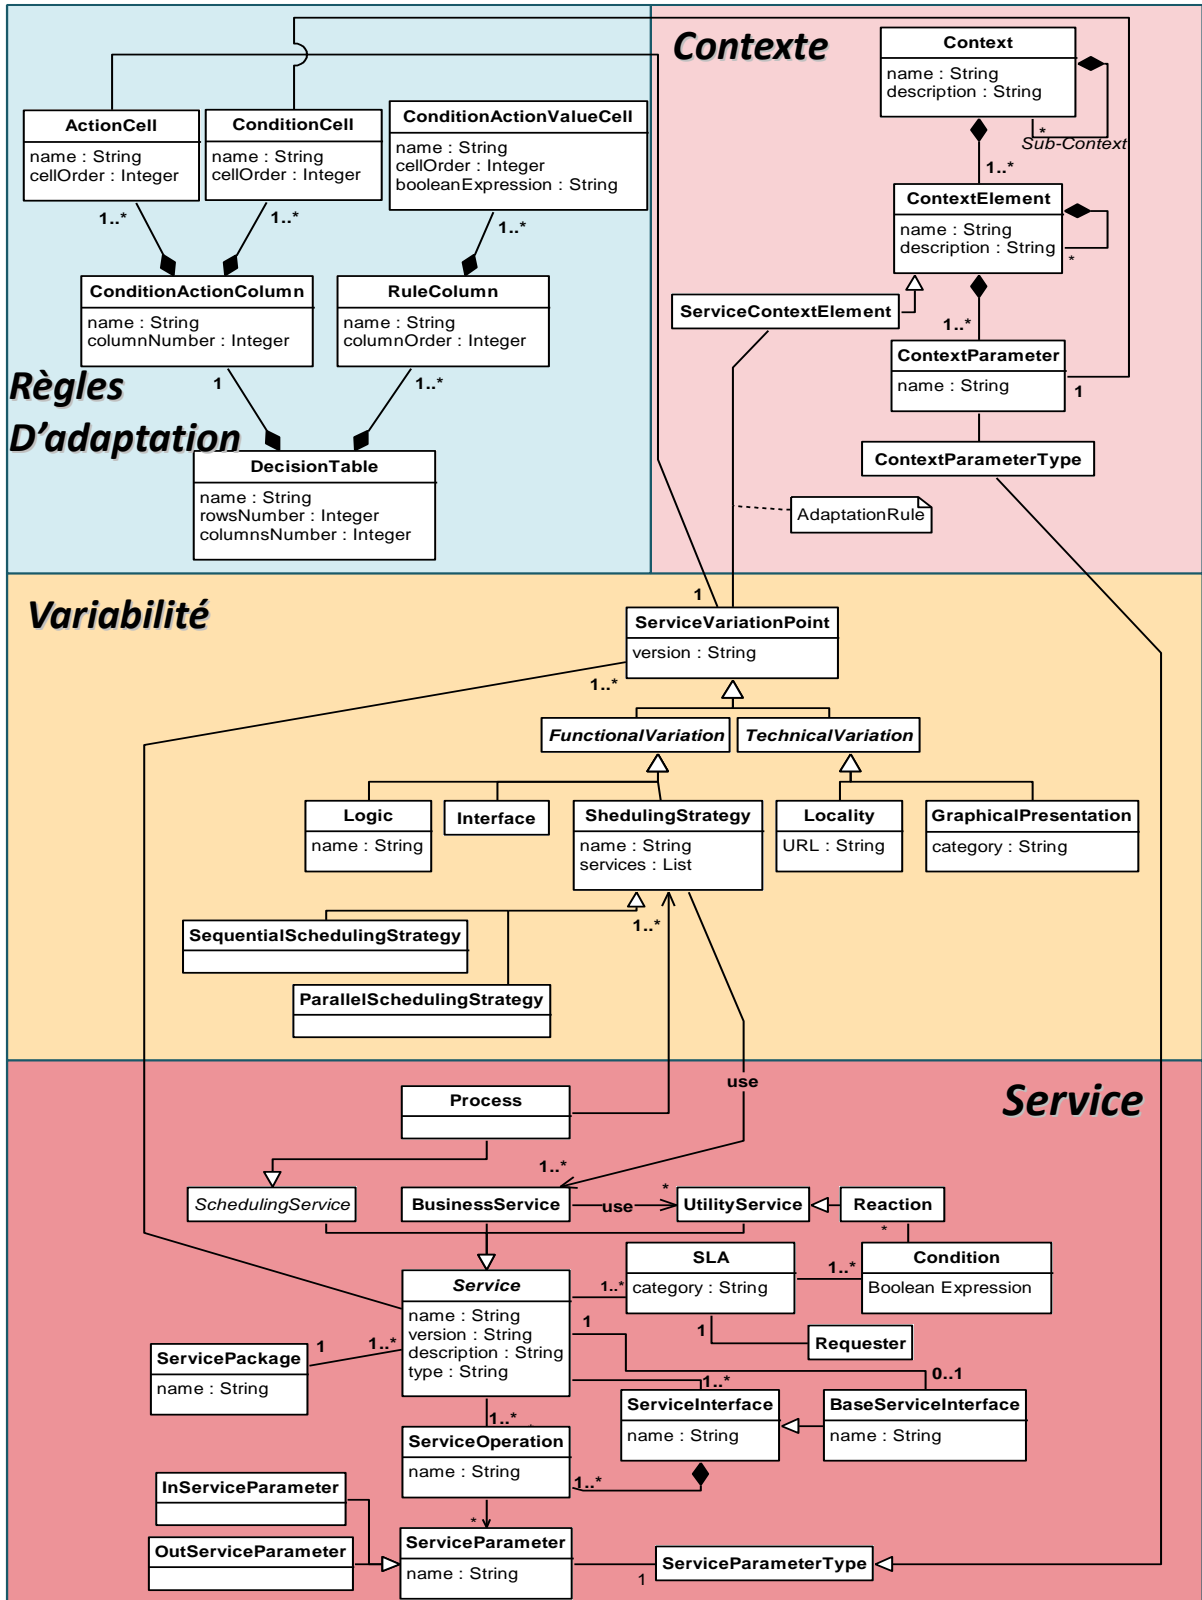 Contexte
Context
name : String
description : String
*
Sub-Context
1..*
ActionCell
name : String
cellOrder : Integer
1..*
ConditionCell
name : String
cellOrder : Integer
1..*
ConditionActionValueCell
name : String
cellOrder : Integer
booleanExpression : String
1..*
ContextElement
name : String
description : String
*
ServiceContextElement
1..*
ConditionActionColumn
name : String
columnNumber : Integer
1
RuleColumn
name : String
columnOrder : Integer
1..*
ContextParameter
name : String
1
Règles
D'adaptation
ContextParameterType
DecisionTable
name : String
rowsNumber : Integer
columnsNumber : Integer
AdaptationRule
Variabilité
1
ServiceVariationPoint
version : String
1..*
FunctionalVariation
TechnicalVariation
Logic
name : String
Interface
ShedulingStrategy
name : String
services : List
Locality
URL : String
GraphicalPresentation
category : String
1..*
SequentialSchedulingStrategy
ParallelSchedulingStrategy
use
Service
Process
1..*
SchedulingService
BusinessService
use
*
UtilityService
Reaction
*
Service
name : String
version : String
description : String
type : String
1..*
SLA
category : String
1..*
Condition
Boolean Expression
1
1
Requester
ServicePackage
name : String
1
1..*
0..1
1..*
ServiceInterface
name : String
BaseServiceInterface
name : String
1..*
ServiceOperation
name : String
1..*
InServiceParameter
*
OutServiceParameter
ServiceParameter
name : String
1
ServiceParameterType